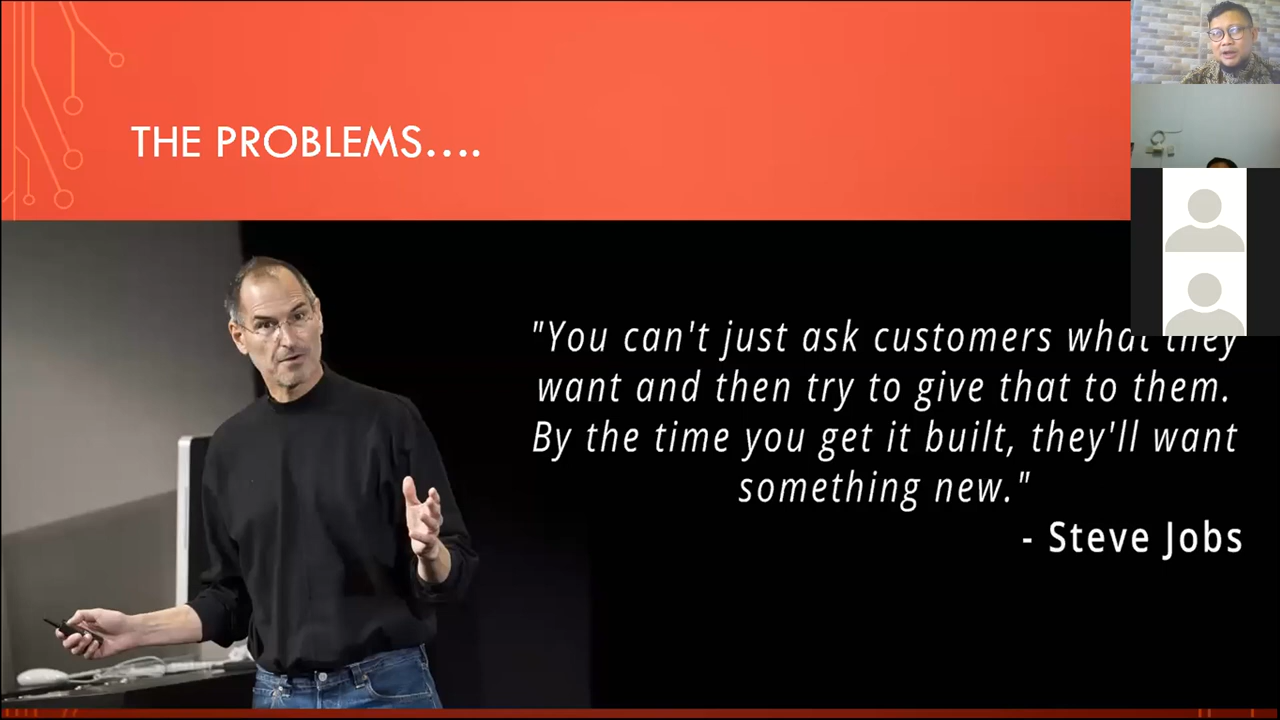 THE PROBLEMS....
"You can't just ask customers what they
want and then try to give that to them.
By the time you get it built, they'll want
something new."
- Steve Jobs